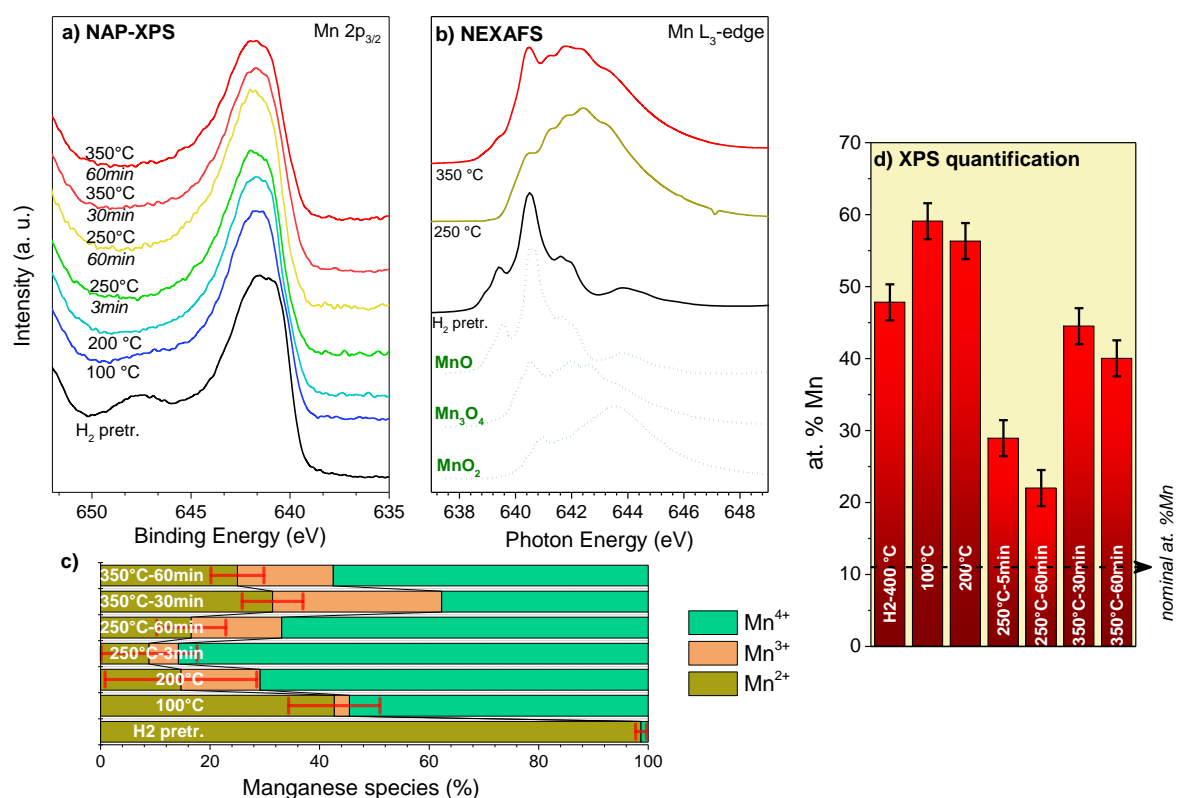 a) NAP-XPS
Mn 2p3/2
350°C
60min
350°C
30min
250°C
60min
250°C
3min
200 °C
100 °C
H2 pretr.
Intensity (a. u.)
650 645 640 635
Binding Energy (eV)
b) NEXAFS
Mn L3-edge
350 °C
250 °C
H2 pretr.
MnO
Mn3O4
MnO2
638 640 642 644 646 648
Photon Energy (eV)
c)
350°C-60min
350°C-30min
250°C-60min
250°C-3min
200°C
100°C
H2 pretr.
0 20 40 60 80 100
Manganese species (%)
Mn4+
Mn3+
Mn2+
d) XPS quantification
70
60
50
40
30
20
10
0
at. % Mn
H2-400 °C
100°C
200°C
250°C-5min
250°C-60min
350°C-30min
350°C-60min
nominal at. %Mn